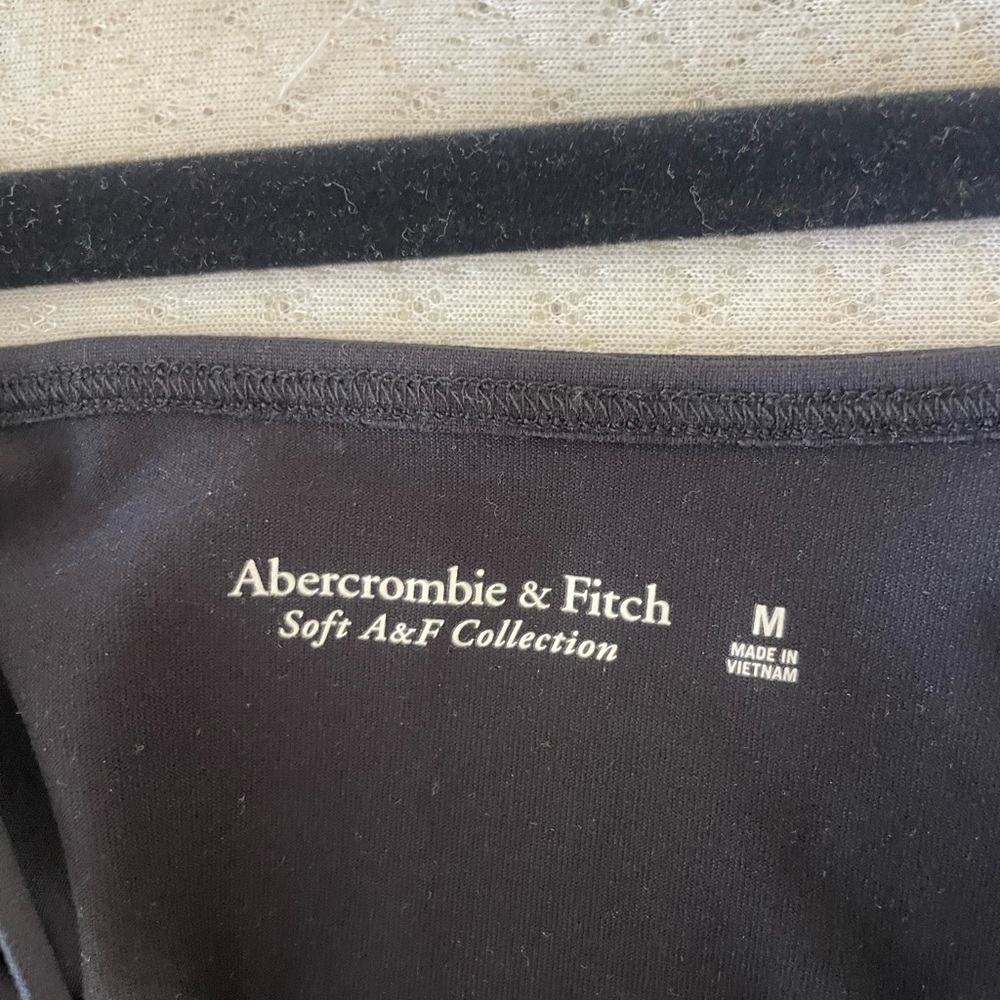 Abercrombie & Fitch
Soft A&F Collection
M
MADE IN
VIETNAM